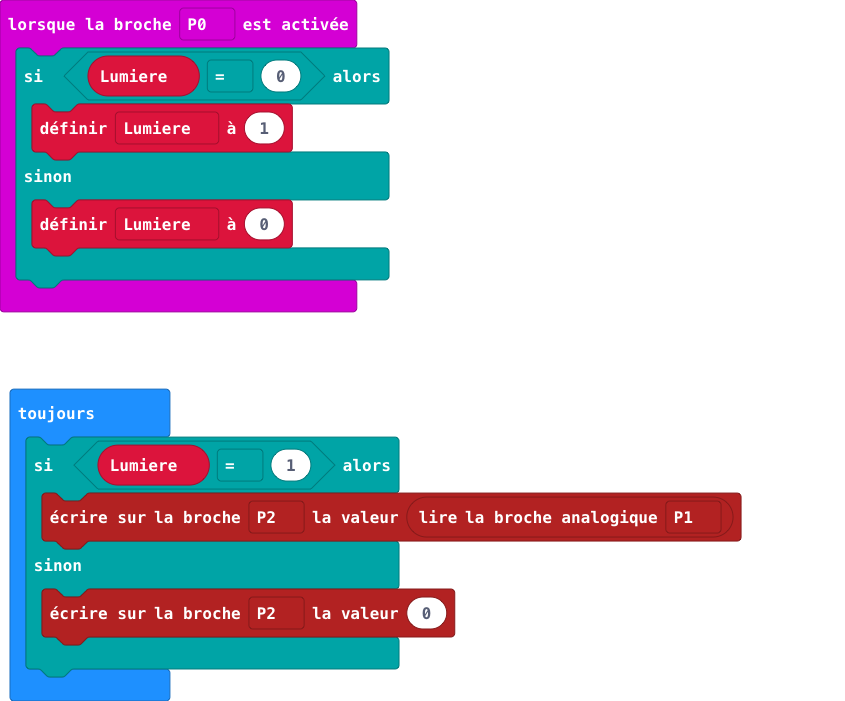 lorsque la broche P0 est activée
si Lumiere = 0 alors
définir Lumiere à 1
sinon
définir Lumiere à 0
toujours
si Lumiere = 1 alors
écrire sur la broche P2 la valeur lire la broche analogique P1
sinon
écrire sur la broche P2 la valeur 0